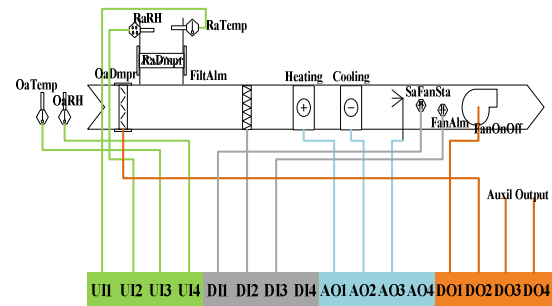 RaRH
RaTemp
RaDmpr
OaTemp
OaDmpr
FiltAlm
Heating
Cooling
OaRH
SaFanSta
FanAlm
FanOnOff
Auxil Output
UI1 UI2 UI3 UI4 DI1 DI2 DI3 DI4 AO1 AO2 AO3 AO4 DO1 DO2 DO3 DO4